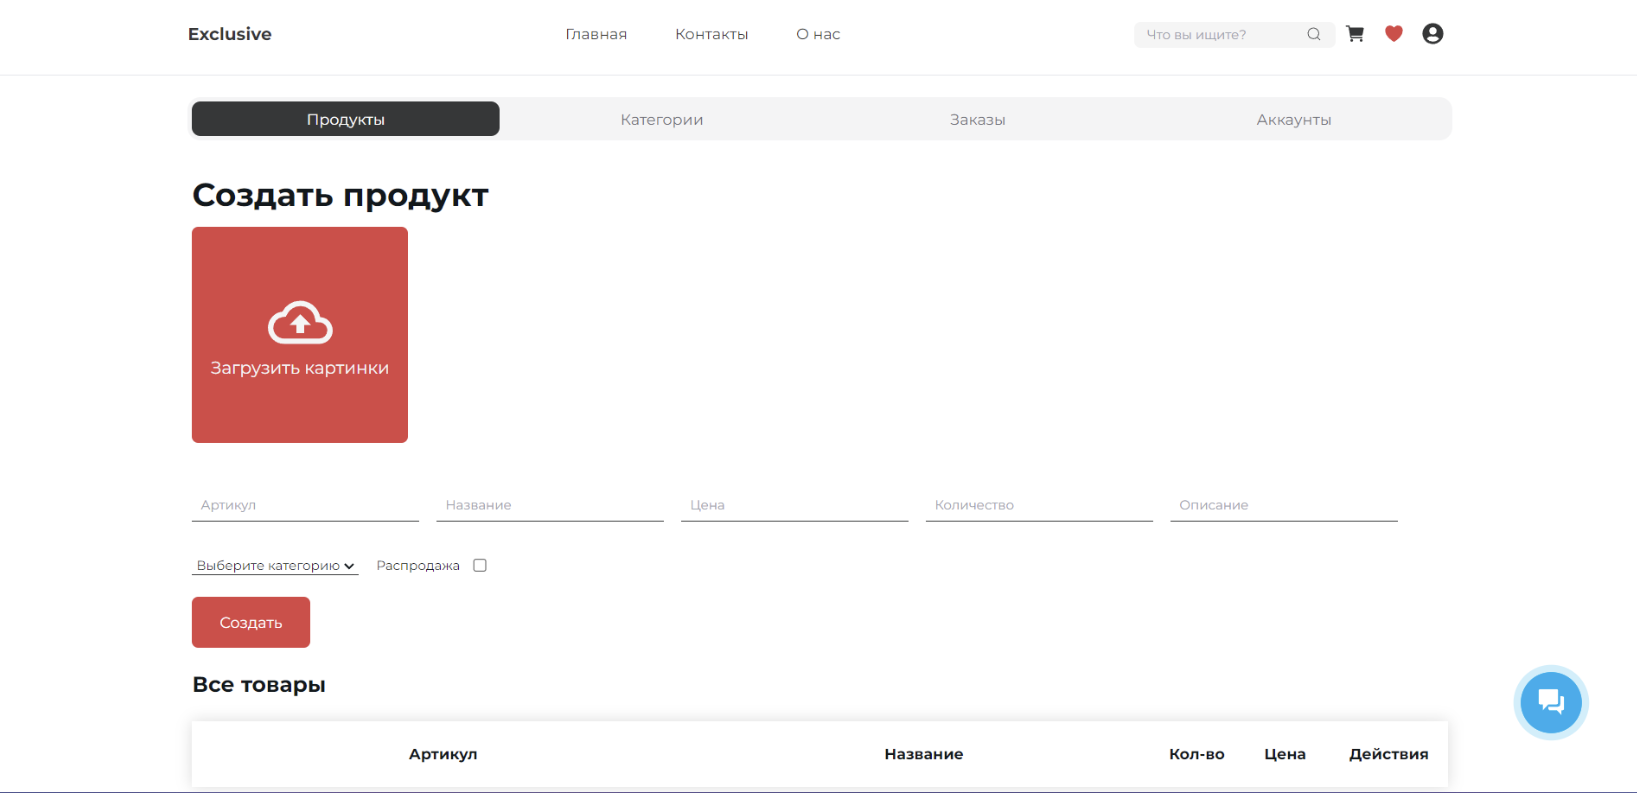 Exclusive
Главная
Контакты
О нас
Что вы ищите?
Продукты
Категории
Заказы
Аккаунты
Создать продукт
Загрузить картинки
Артикул
Название
Цена
Количество
Описание
Выберите категорию
Распродажа
Создать
Все товары
Артикул
Название
Кол-во
Цена
Действия